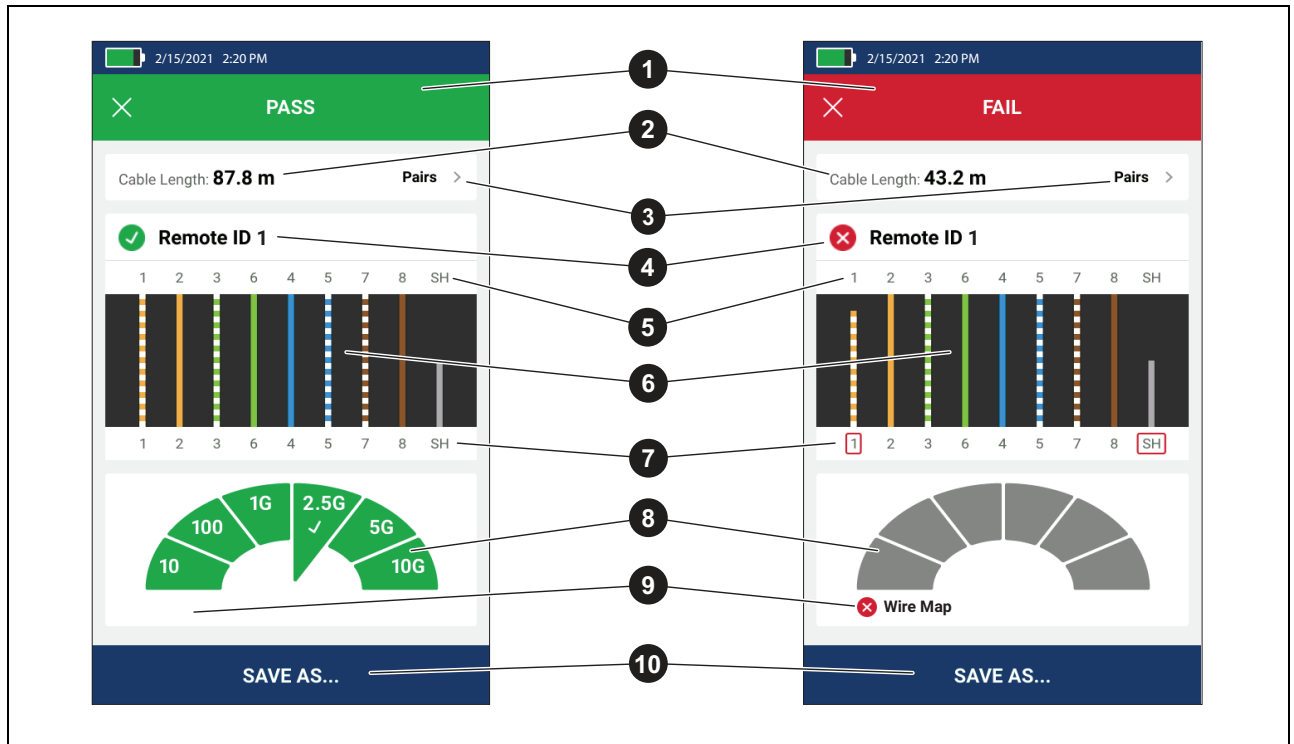 2/15/2021 2:20 PM
PASS
Cable Length: 87.8 m Pairs >
Remote ID 1
1 2 3 6 4 5 7 8 SH
1 2 3 6 4 5 7 8 SH
10 100 1G 2.5G 5G 10G
SAVE AS...
1
2
3
4
5
6
7
8
9
10
2/15/2021 2:20 PM
FAIL
Cable Length: 43.2 m Pairs >
Remote ID 1
1 2 3 6 4 5 7 8 SH
1 2 3 6 4 5 7 8 SH
Wire Map
SAVE AS...